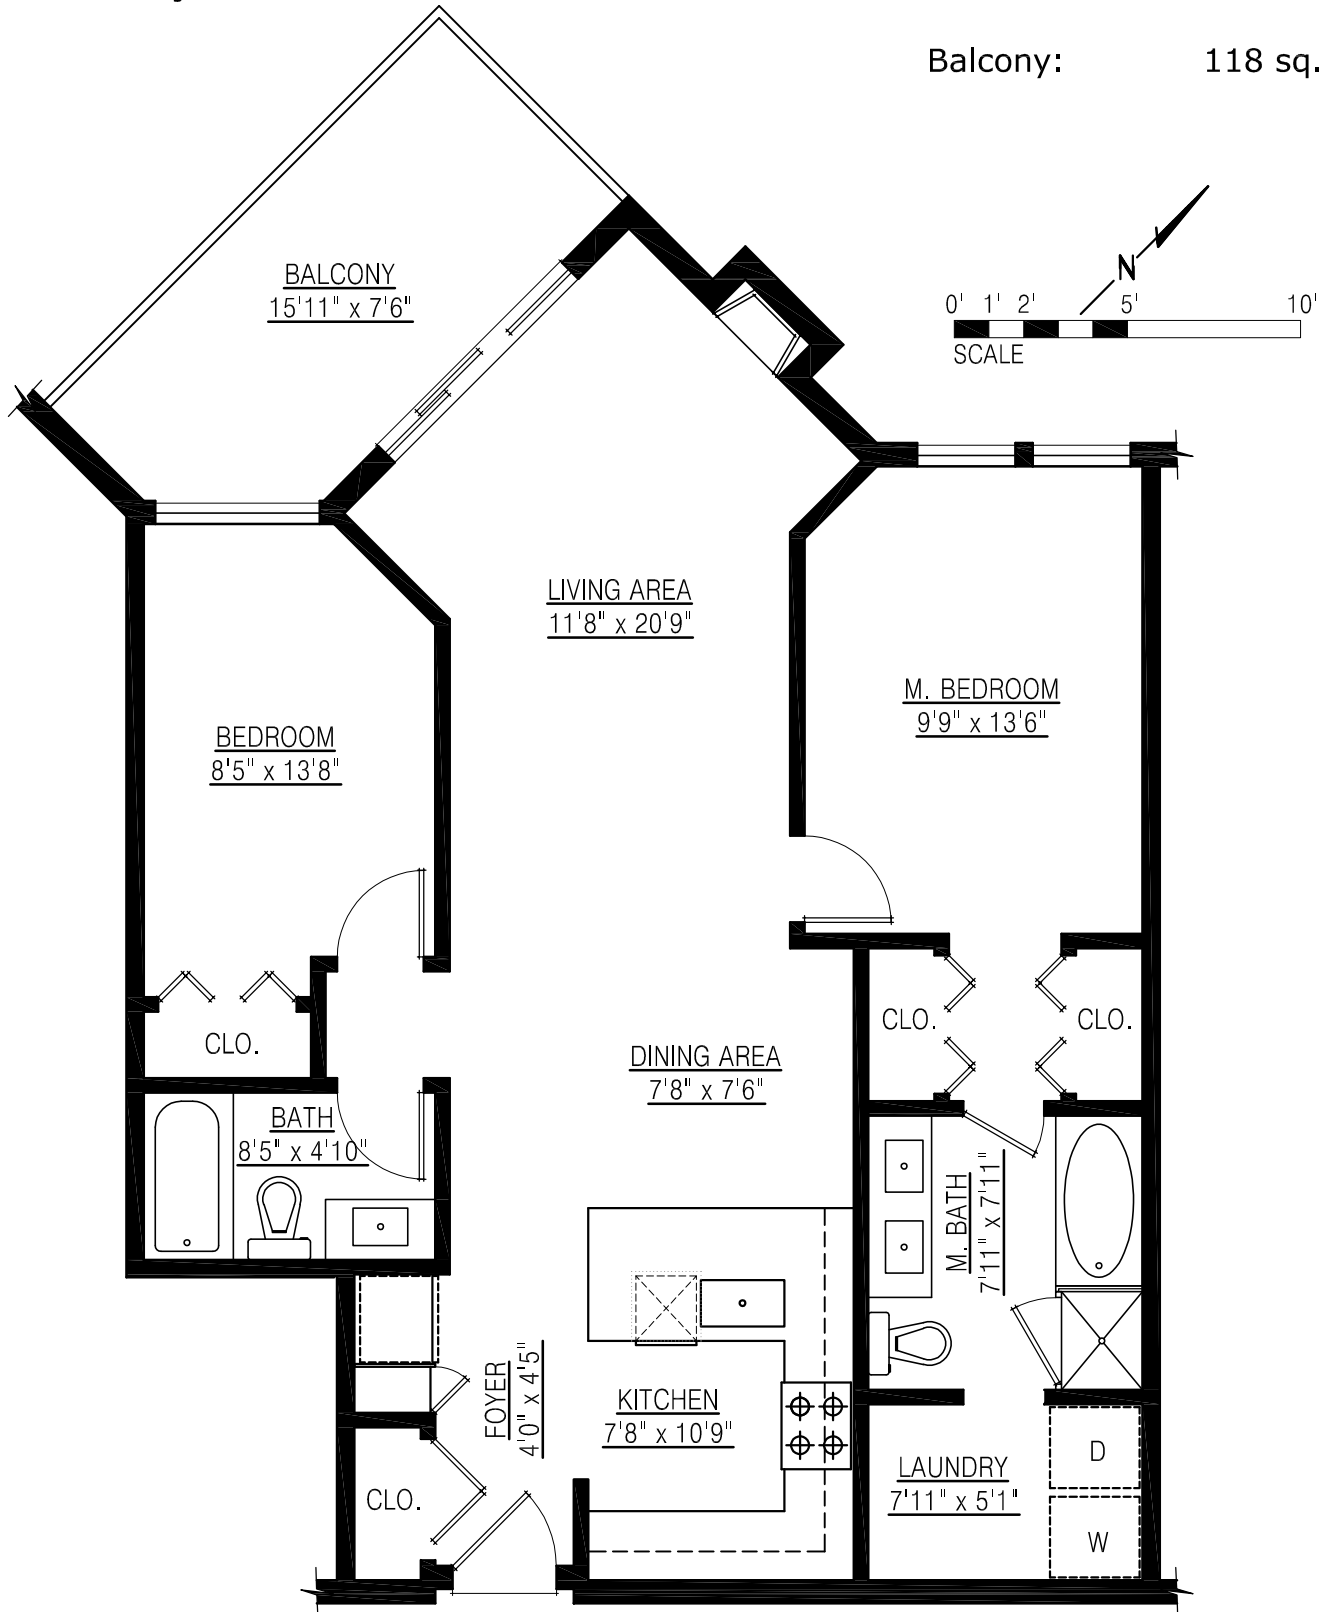 Balcony: 118 sq.
N
0' 1' 2' 5' 10'
SCALE
BALCONY
15'11" x 7'6"
LIVING AREA
11'8" x 20'9"
M. BEDROOM
9'9" x 13'6"
BEDROOM
8'5" x 13'8"
CLO.
CLO.
CLO.
DINING AREA
7'8" x 7'6"
BATH
8'5" x 4'10"
M. BATH
7'11" x 7'11"
FOYER
4'0" x 4'5"
KITCHEN
7'8" x 10'9"
CLO.
LAUNDRY
7'11" x 5'1"
D
W